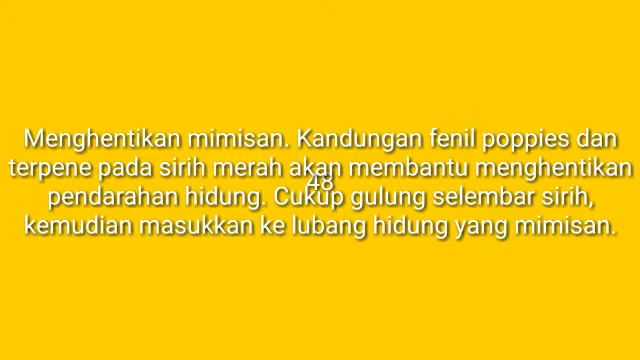 Menghentikan mimisan. Kandungan fenil poppies dan
terpene pada sirih merah akan membantu menghentikan
48
pendarahan hidung. Cukup gulung selembar sirih,
kemudian masukkan ke lubang hidung yang mimisan.